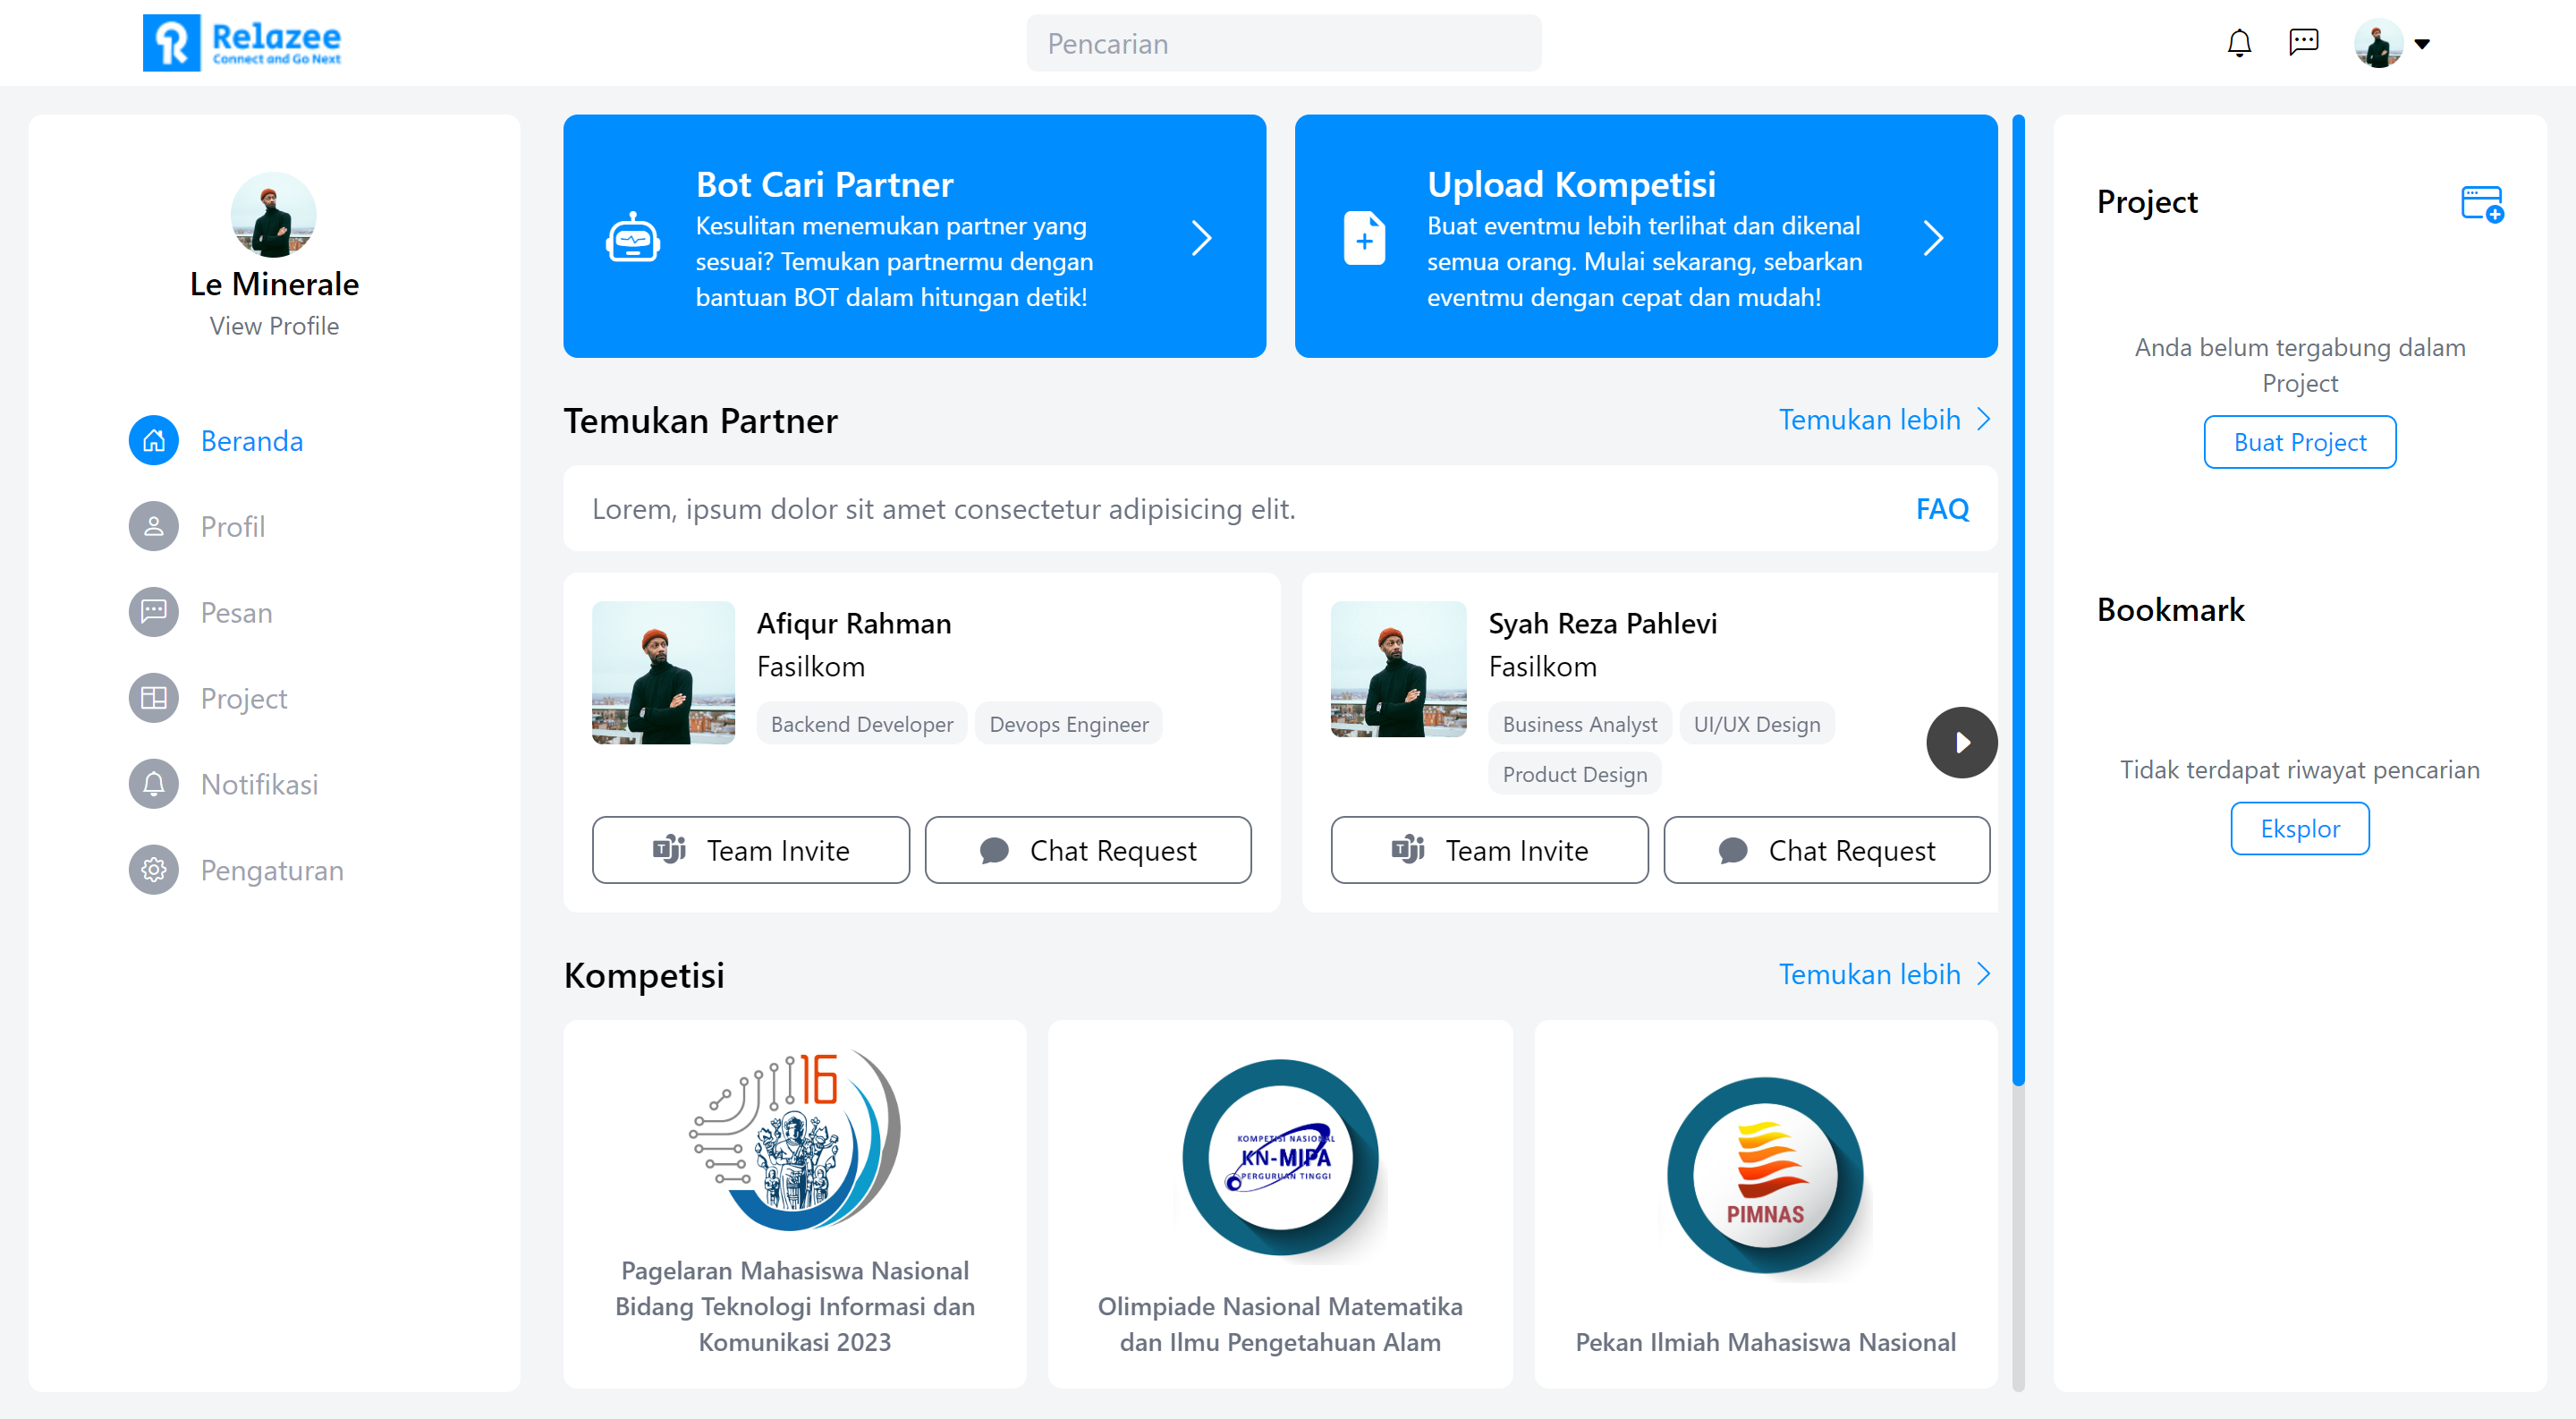 Relazee
Connect and Go Next
Pencarian
Le Minerale
View Profile
Beranda
Profil
Pesan
Project
Notifikasi
Pengaturan
Bot Cari Partner
Kesulitan menemukan partner yang
sesuai? Temukan partnermu dengan
bantuan BOT dalam hitungan detik!
Upload Kompetisi
Buat eventmu lebih terlihat dan dikenal
semua orang. Mulai sekarang, sebarkan
eventmu dengan cepat dan mudah!
Temukan Partner
Temukan lebih
Lorem, ipsum dolor sit amet consectetur adipisicing elit.
FAQ
Afiqur Rahman
Fasilkom
Backend Developer
Devops Engineer
Team Invite
Chat Request
Syah Reza Pahlevi
Fasilkom
Business Analyst
UI/UX Design
Product Design
Team Invite
Chat Request
Kompetisi
Temukan lebih
16
Pagelaran Mahasiswa Nasional
Bidang Teknologi Informasi dan
Komunikasi 2023
KOMPETISI NASIONAL
KN-MIPA
PERGURUAN TINGGI
Olimpiade Nasional Matematika
dan Ilmu Pengetahuan Alam
PIMNAS
Pekan Ilmiah Mahasiswa Nasional
Project
Anda belum tergabung dalam
Project
Buat Project
Bookmark
Tidak terdapat riwayat pencarian
Eksplor